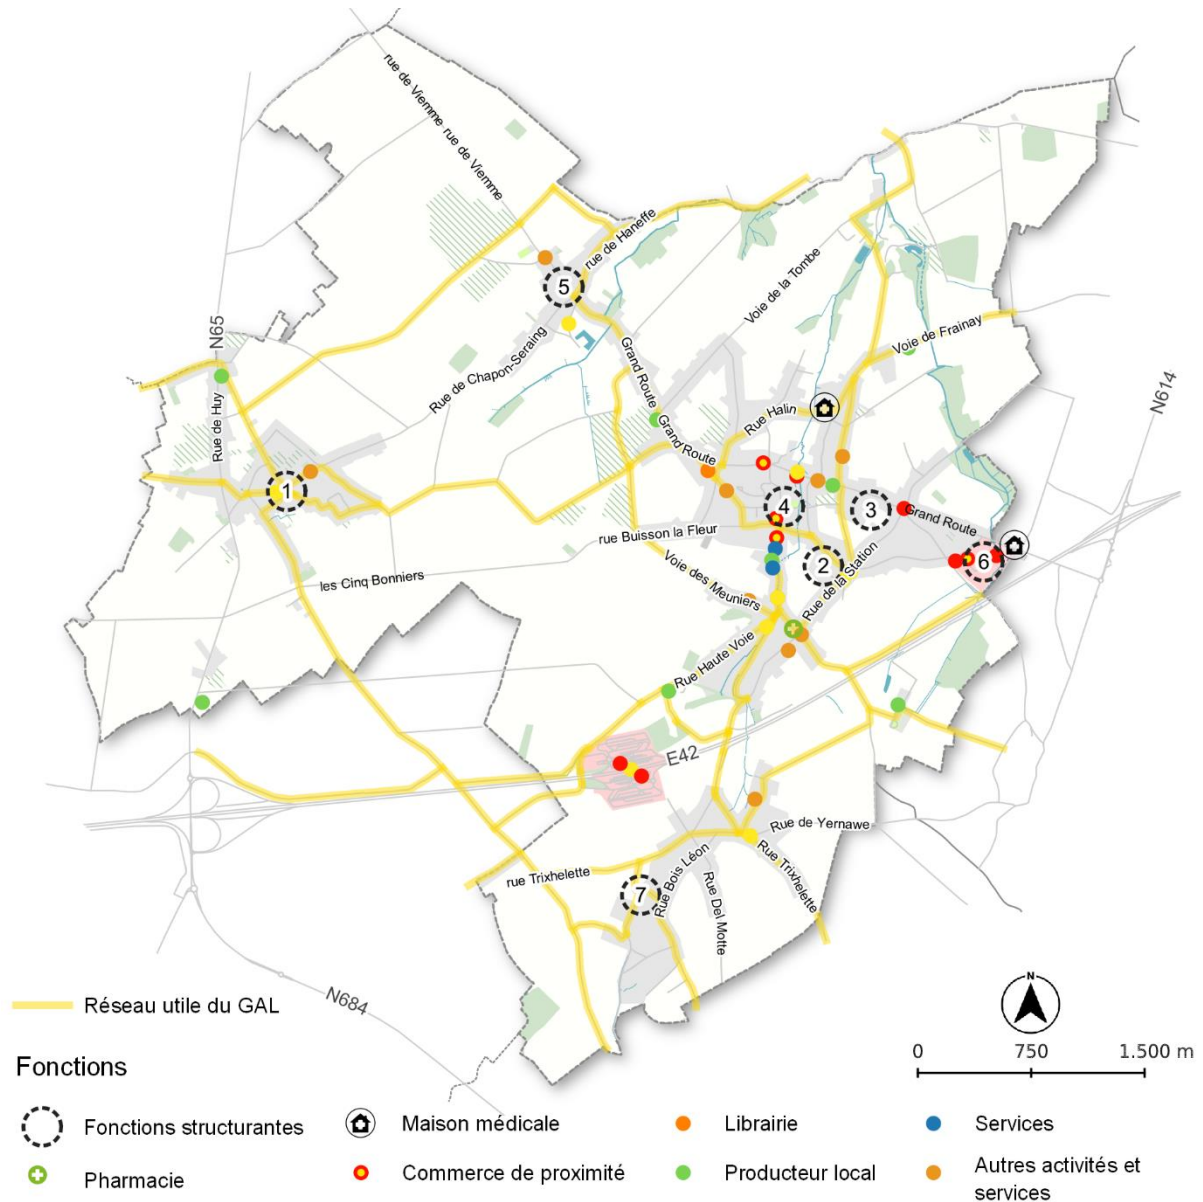 rue de Viemme
rue de Viemme
rue de Haneffe
Voie de la Tombe
5
N65
Voie de Frainay
Grand Route
Rue de Chapon-Seraing
N614
Rue de Huy
Rue Halin
Grand Route
1
4
3
Grand Route
rue Buisson la Fleur
6
2
les Cinq Bonniers
Voie des Meuniers
Rue de la Station
Rue Haute Voie
E42
Rue de Yernawe
rue Trixhelette
Rue Bois Léon
Rue Trixhelette
7
Rue Del Motte
N684
N
Réseau utile du GAL
0 750 1.500 m
Fonctions
Fonctions structurantes
Maison médicale
Librairie
Services
Pharmacie
Commerce de proximité
Producteur local
Autres activités et
services